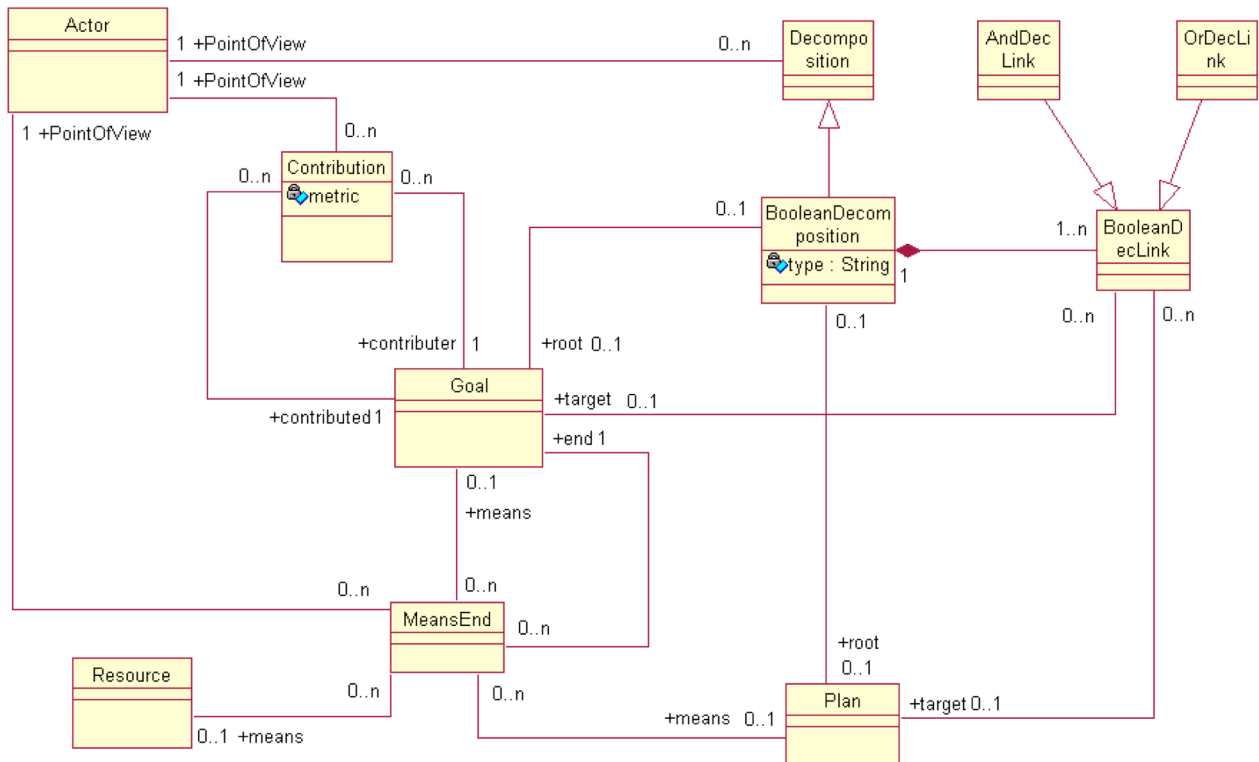 Actor
1 +PointOfView
0..n
Decompo
sition
AndDec
Link
OrDecLi
nk
1 +PointOfView
1 +PointOfView
0..n
0..n
Contribution
metric
0..n
0..1
BooleanDecom
position
type : String
1
1..n
BooleanD
ecLink
0..n
0..n
0..1
+contributer 1
+root 0..1
Goal
+target 0..1
+contributed 1
+end 1
0..1
+means
0..n
0..n
MeansEnd
0..n
+root
0..1
Resource
0..n
0..n
Plan
+means 0..1
+target 0..1
0..1 +means